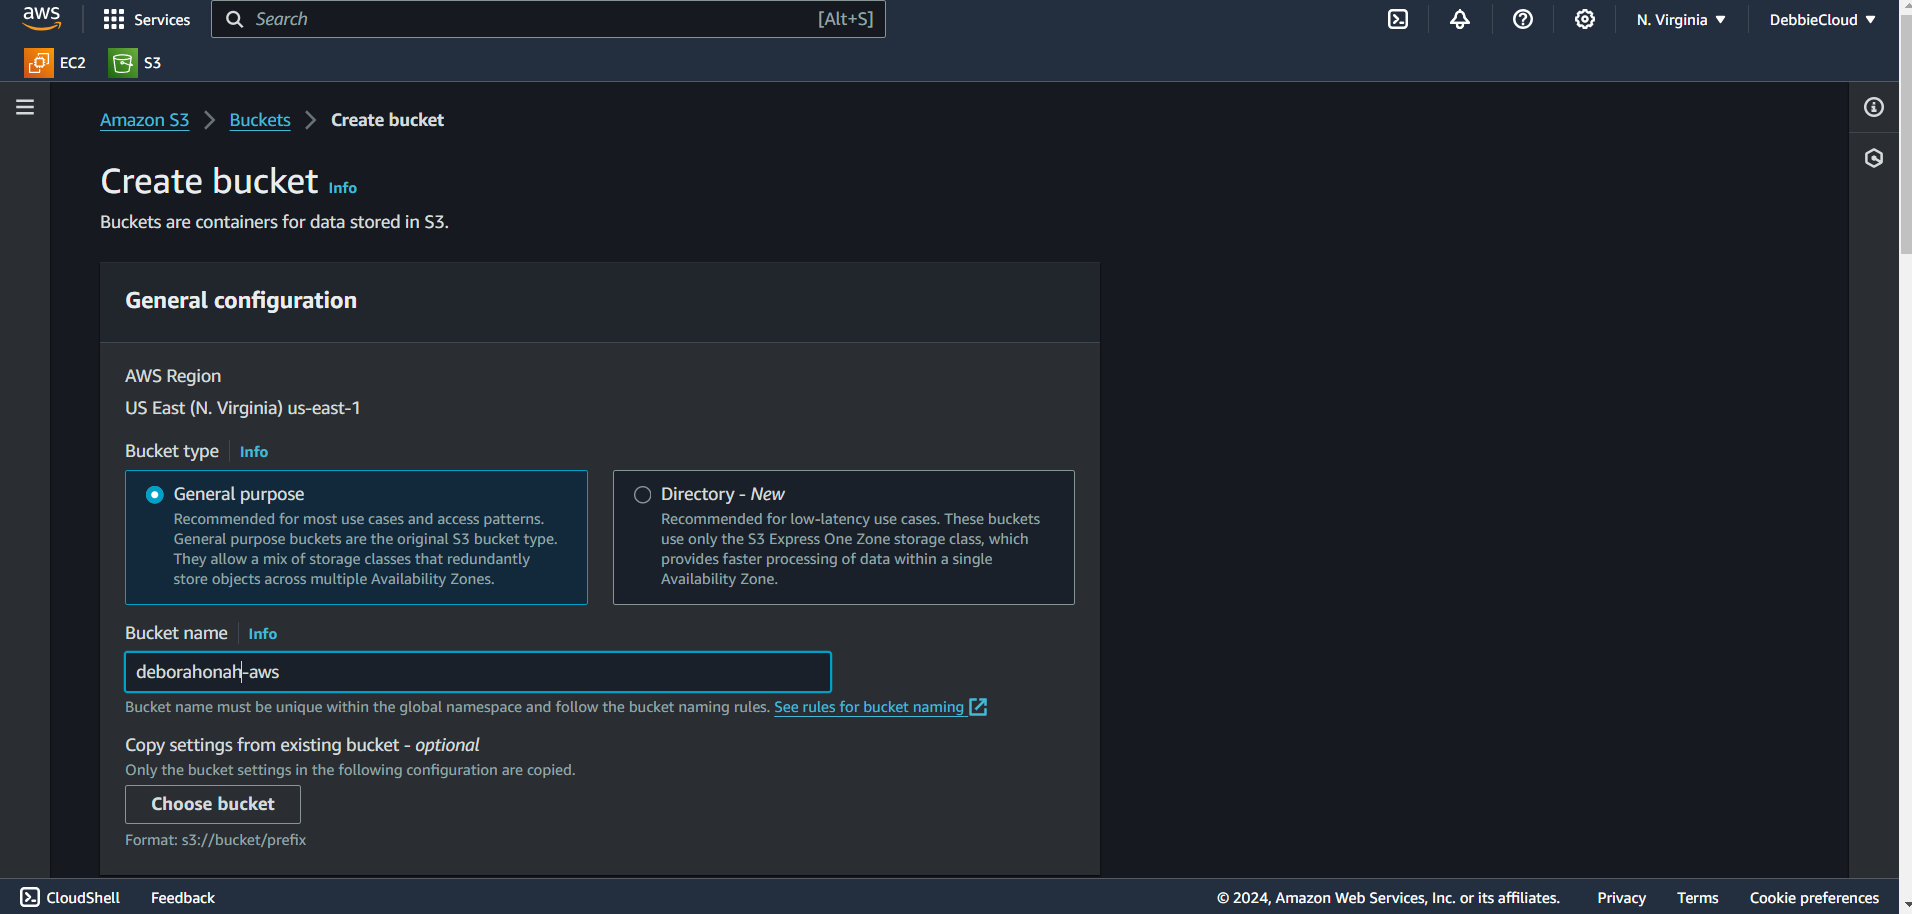 aws
Services
Search [Alt+S]
N. Virginia
DebbieCloud
EC2
S3
Amazon S3 Buckets Create bucket
Create bucket Info
Buckets are containers for data stored in S3.
General configuration
AWS Region
US East (N. Virginia) us-east-1
Bucket type Info
General purpose
Recommended for most use cases and access patterns.
General purpose buckets are the original S3 bucket type.
They allow a mix of storage classes that redundantly
store objects across multiple Availability Zones.
Directory - New
Recommended for low-latency use cases. These buckets
use only the S3 Express One Zone storage class, which
provides faster processing of data within a single
Availability Zone.
Bucket name Info
deborahonah-aws
Bucket name must be unique within the global namespace and follow the bucket naming rules. See rules for bucket naming
Copy settings from existing bucket - optional
Only the bucket settings in the following configuration are copied.
Choose bucket
Format: s3://bucket/prefix
CloudShell Feedback © 2024, Amazon Web Services, Inc. or its affiliates. Privacy Terms Cookie preferences